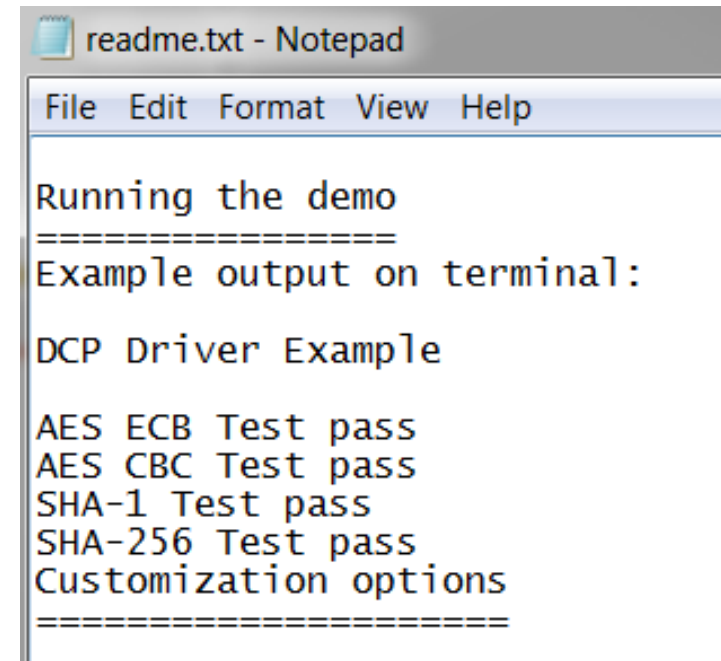 readme.txt - Notepad
File Edit Format View Help
Running the demo
================
Example output on terminal:
DCP Driver Example
AES ECB Test pass
AES CBC Test pass
SHA-1 Test pass
SHA-256 Test pass
Customization options
=====================